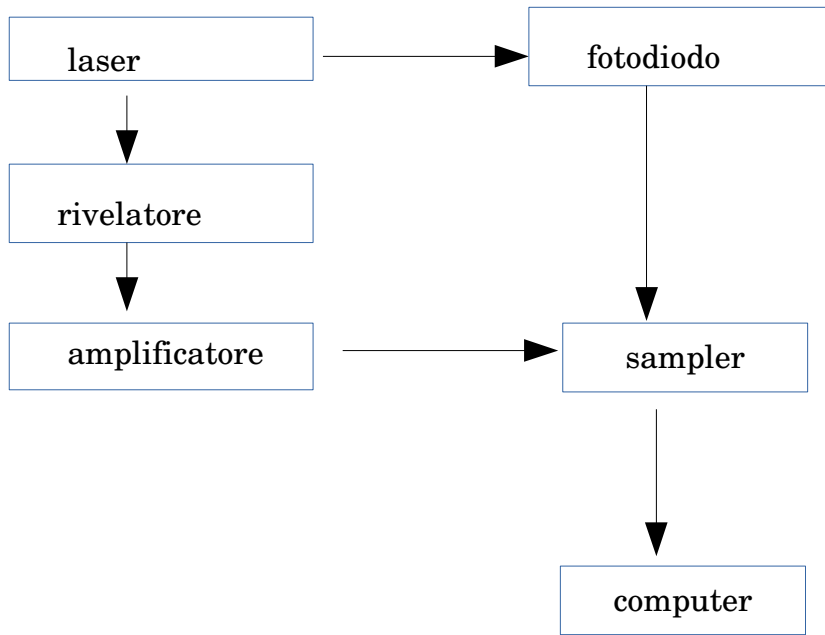 laser
fotodiodo
rivelatore
amplificatore
sampler
computer